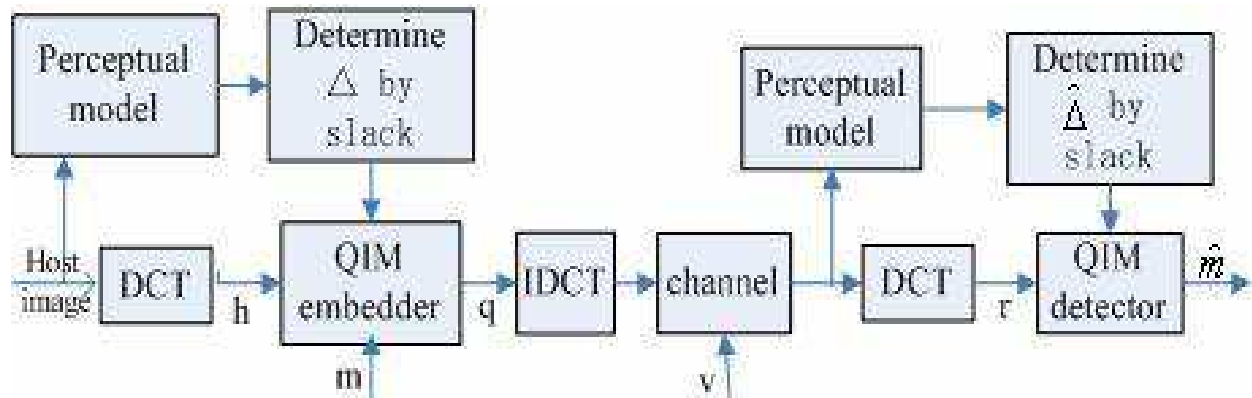 Perceptual
model
Determine
△ by
slack
Perceptual
model
Determine
Δ̂ by
slack
Host
image
DCT
h
QIM
embedder
q
IDCT
channel
DCT
r
QIM
detector
m̂
m
v